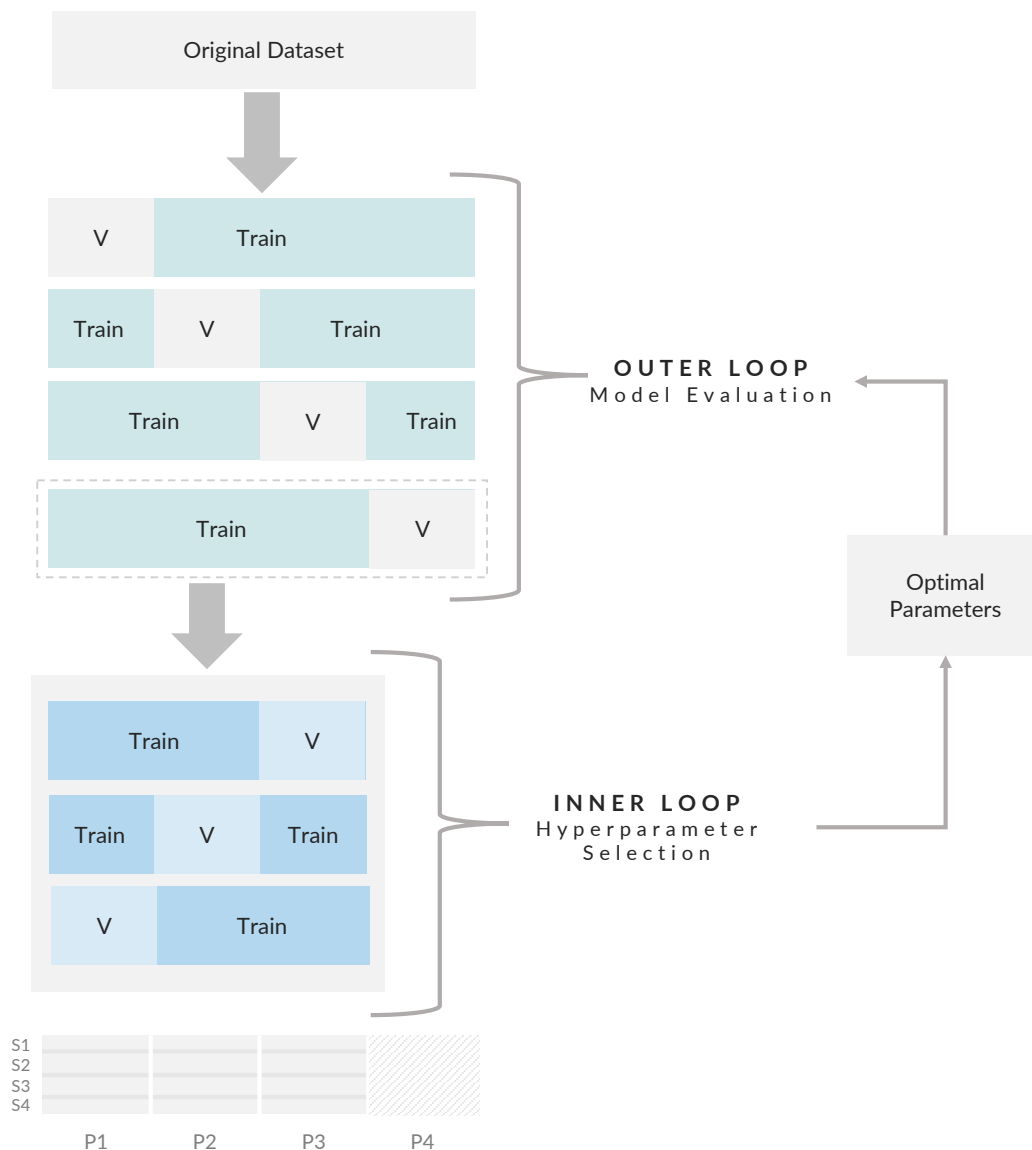 Original Dataset
V Train
Train V Train
Train V Train
Train V
OUTER LOOP
Model Evaluation
Optimal
Parameters
Train V
Train V Train
V Train
INNER LOOP
Hyperparameter
Selection
S1
S2
S3
S4
P1 P2 P3 P4